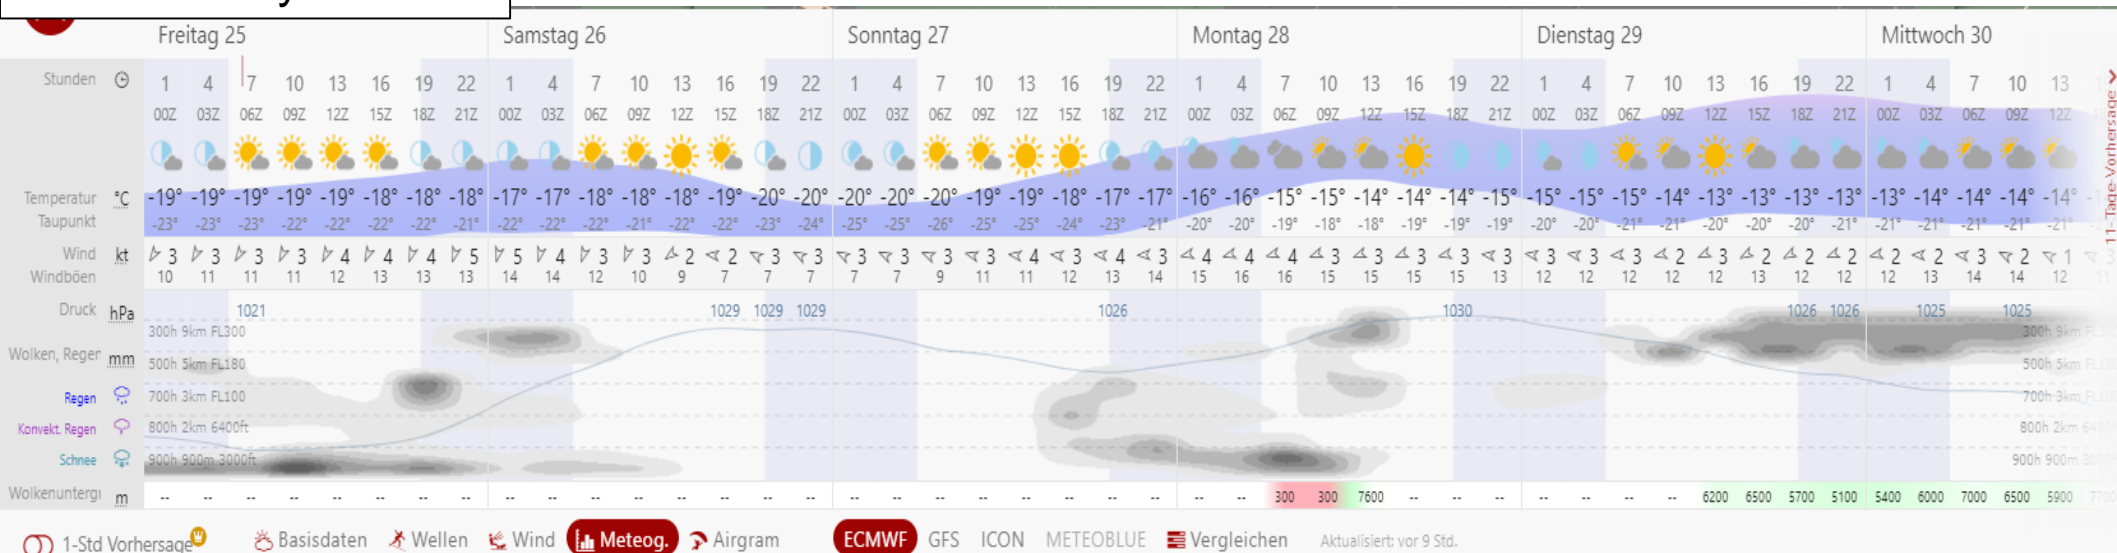 Freitag 25 Samstag 26 Sonntag 27 Montag 28 Dienstag 29 Mittwoch 30
Stunden 1 4 7 10 13 16 19 22 1 4 7 10 13 16 19 22 1 4 7 10 13 16 19 22 1 4 7 10 13 16 19 22 1 4 7 10 13 16 19 22 1 4 7 10 13
00Z 03Z 06Z 09Z 12Z 15Z 18Z 21Z 00Z 03Z 06Z 09Z 12Z 15Z 18Z 21Z 00Z 03Z 06Z 09Z 12Z 15Z 18Z 21Z 00Z 03Z 06Z 09Z 12Z 15Z 18Z 21Z 00Z 03Z 06Z 09Z 12Z 15Z 18Z 21Z 00Z 03Z 06Z 09Z 12Z
Temperatur °C -19° -19° -19° -19° -19° -18° -18° -18° -17° -17° -18° -18° -18° -19° -20° -20° -20° -20° -20° -19° -19° -18° -17° -17° -16° -16° -15° -15° -14° -14° -14° -15° -15° -15° -15° -14° -13° -13° -13° -13° -13° -14° -14° -14° -14°
Taupunkt -23° -23° -23° -22° -22° -22° -22° -21° -22° -22° -22° -21° -22° -22° -23° -24° -25° -25° -26° -25° -25° -24° -23° -21° -20° -20° -19° -18° -18° -19° -19° -19° -20° -20° -21° -21° -20° -20° -20° -21° -21° -21° -21° -21° -21°
Wind kt 3 3 3 3 4 4 4 5 5 4 3 3 2 2 3 3 3 3 3 3 4 3 4 3 4 4 4 3 3 3 3 3 3 3 3 2 3 2 2 2 2 2 3 2 1
Windböen 10 11 11 11 12 13 13 13 14 14 12 10 9 7 7 7 7 7 9 11 11 12 12 14 15 16 16 15 15 15 15 13 12 12 12 12 12 13 12 12 12 13 14 14 12
Druck hPa 1021 1029 1029 1029 1026 1030 1026 1026 1025 1025
300h 9km FL300 300h 9km
Wolken, Regen mm
500h 5km FL180 500h 5km
Regen 700h 3km FL100 700h 3km
Konvekt. Regen 800h 2km 6400ft 800h 2km
Schnee 900h 900m 3000ft 900h 900m
Wolkenuntergr m -- -- -- -- -- -- -- -- -- -- -- -- -- -- -- -- -- -- -- -- -- -- -- -- -- -- 300 300 7600 -- -- -- -- -- -- -- 6200 6500 5700 5100 5400 6000 7000 6500 5900
11-Tage-Vorhersage
1-Std Vorhersage Basisdaten Wellen Wind Meteog. Airgram ECMWF GFS ICON METEOBLUE Vergleichen Aktualisiert: vor 9 Std.